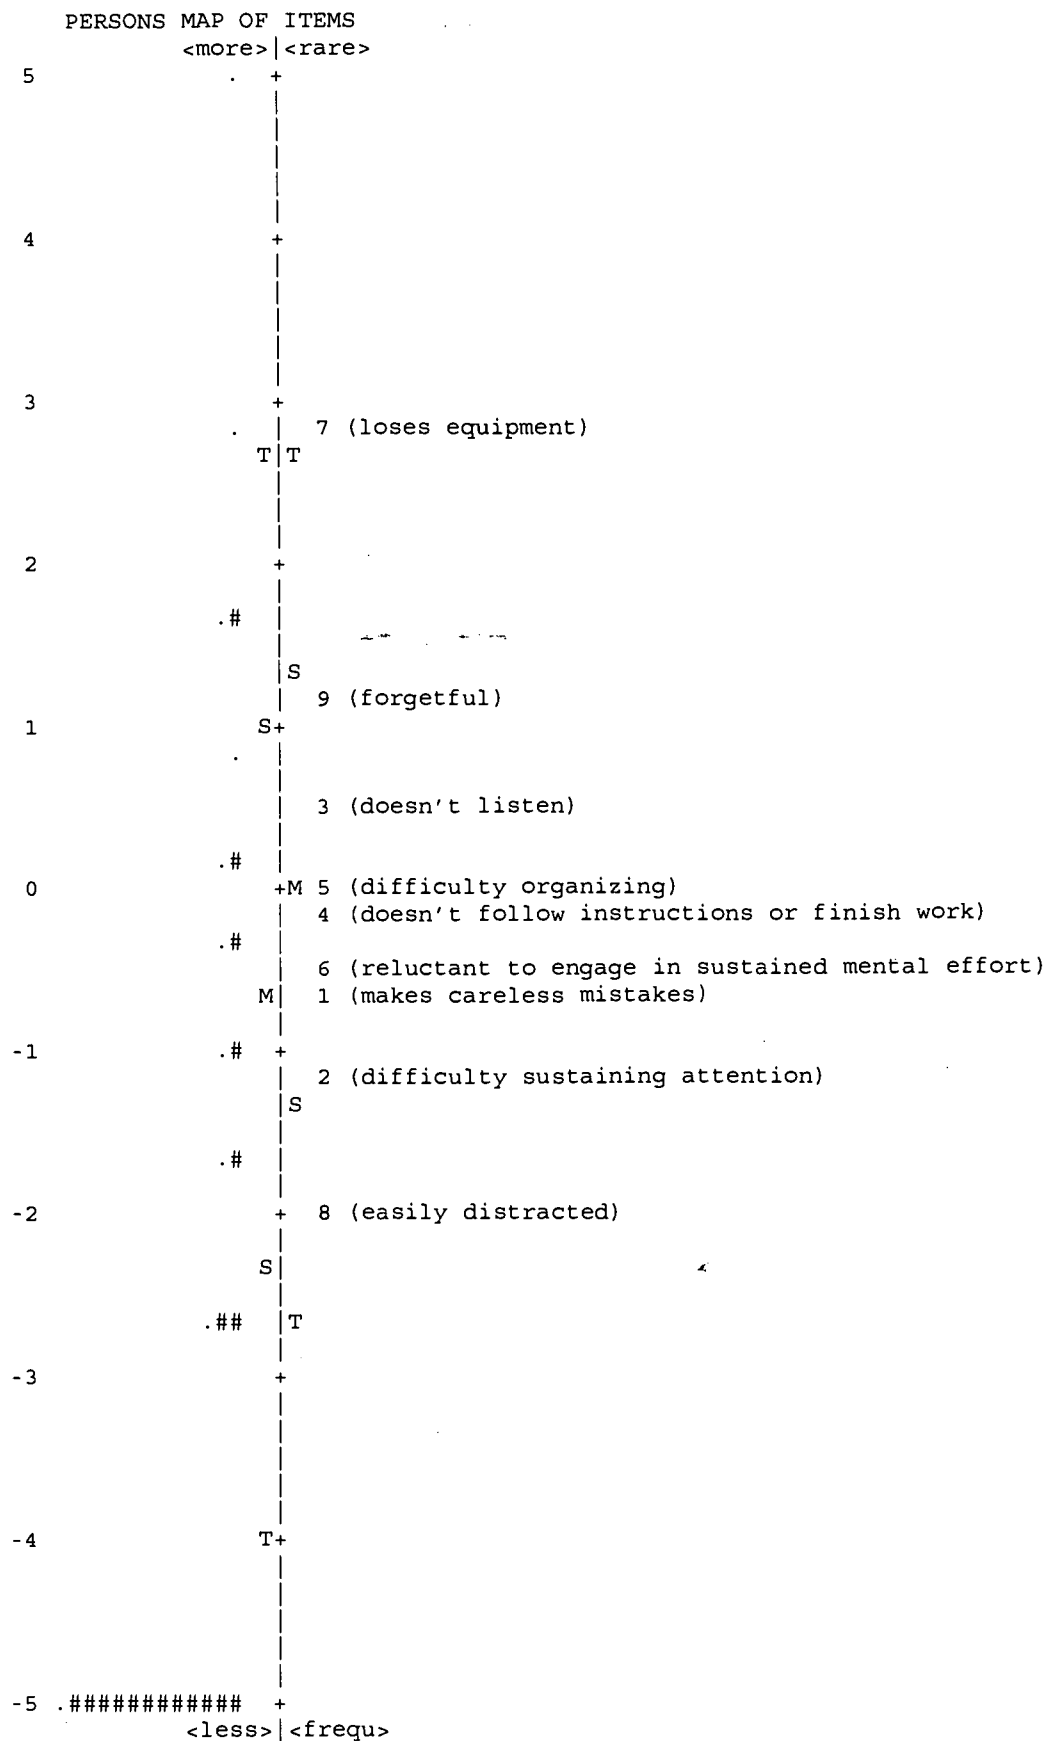 PERSONS MAP OF ITEMS
<more>|<rare>
5 . +
|
|
|
|
|
4 +
|
|
|
|
|
3 +
. | 7 (loses equipment)
T|T
|
|
|
2 +
|
.# |
|
|S
| 9 (forgetful)
1 S+
. |
|
| 3 (doesn't listen)
|
.# |
0 +M 5 (difficulty organizing)
| 4 (doesn't follow instructions or finish work)
.# |
| 6 (reluctant to engage in sustained mental effort)
M| 1 (makes careless mistakes)
|
-1 .# +
| 2 (difficulty sustaining attention)
|S
|
.# |
|
-2 + 8 (easily distracted)
|
S|
|
.## |T
|
-3 +
|
|
|
|
|
-4 T+
|
|
|
|
|
-5 .############ +
<less>|<frequ>